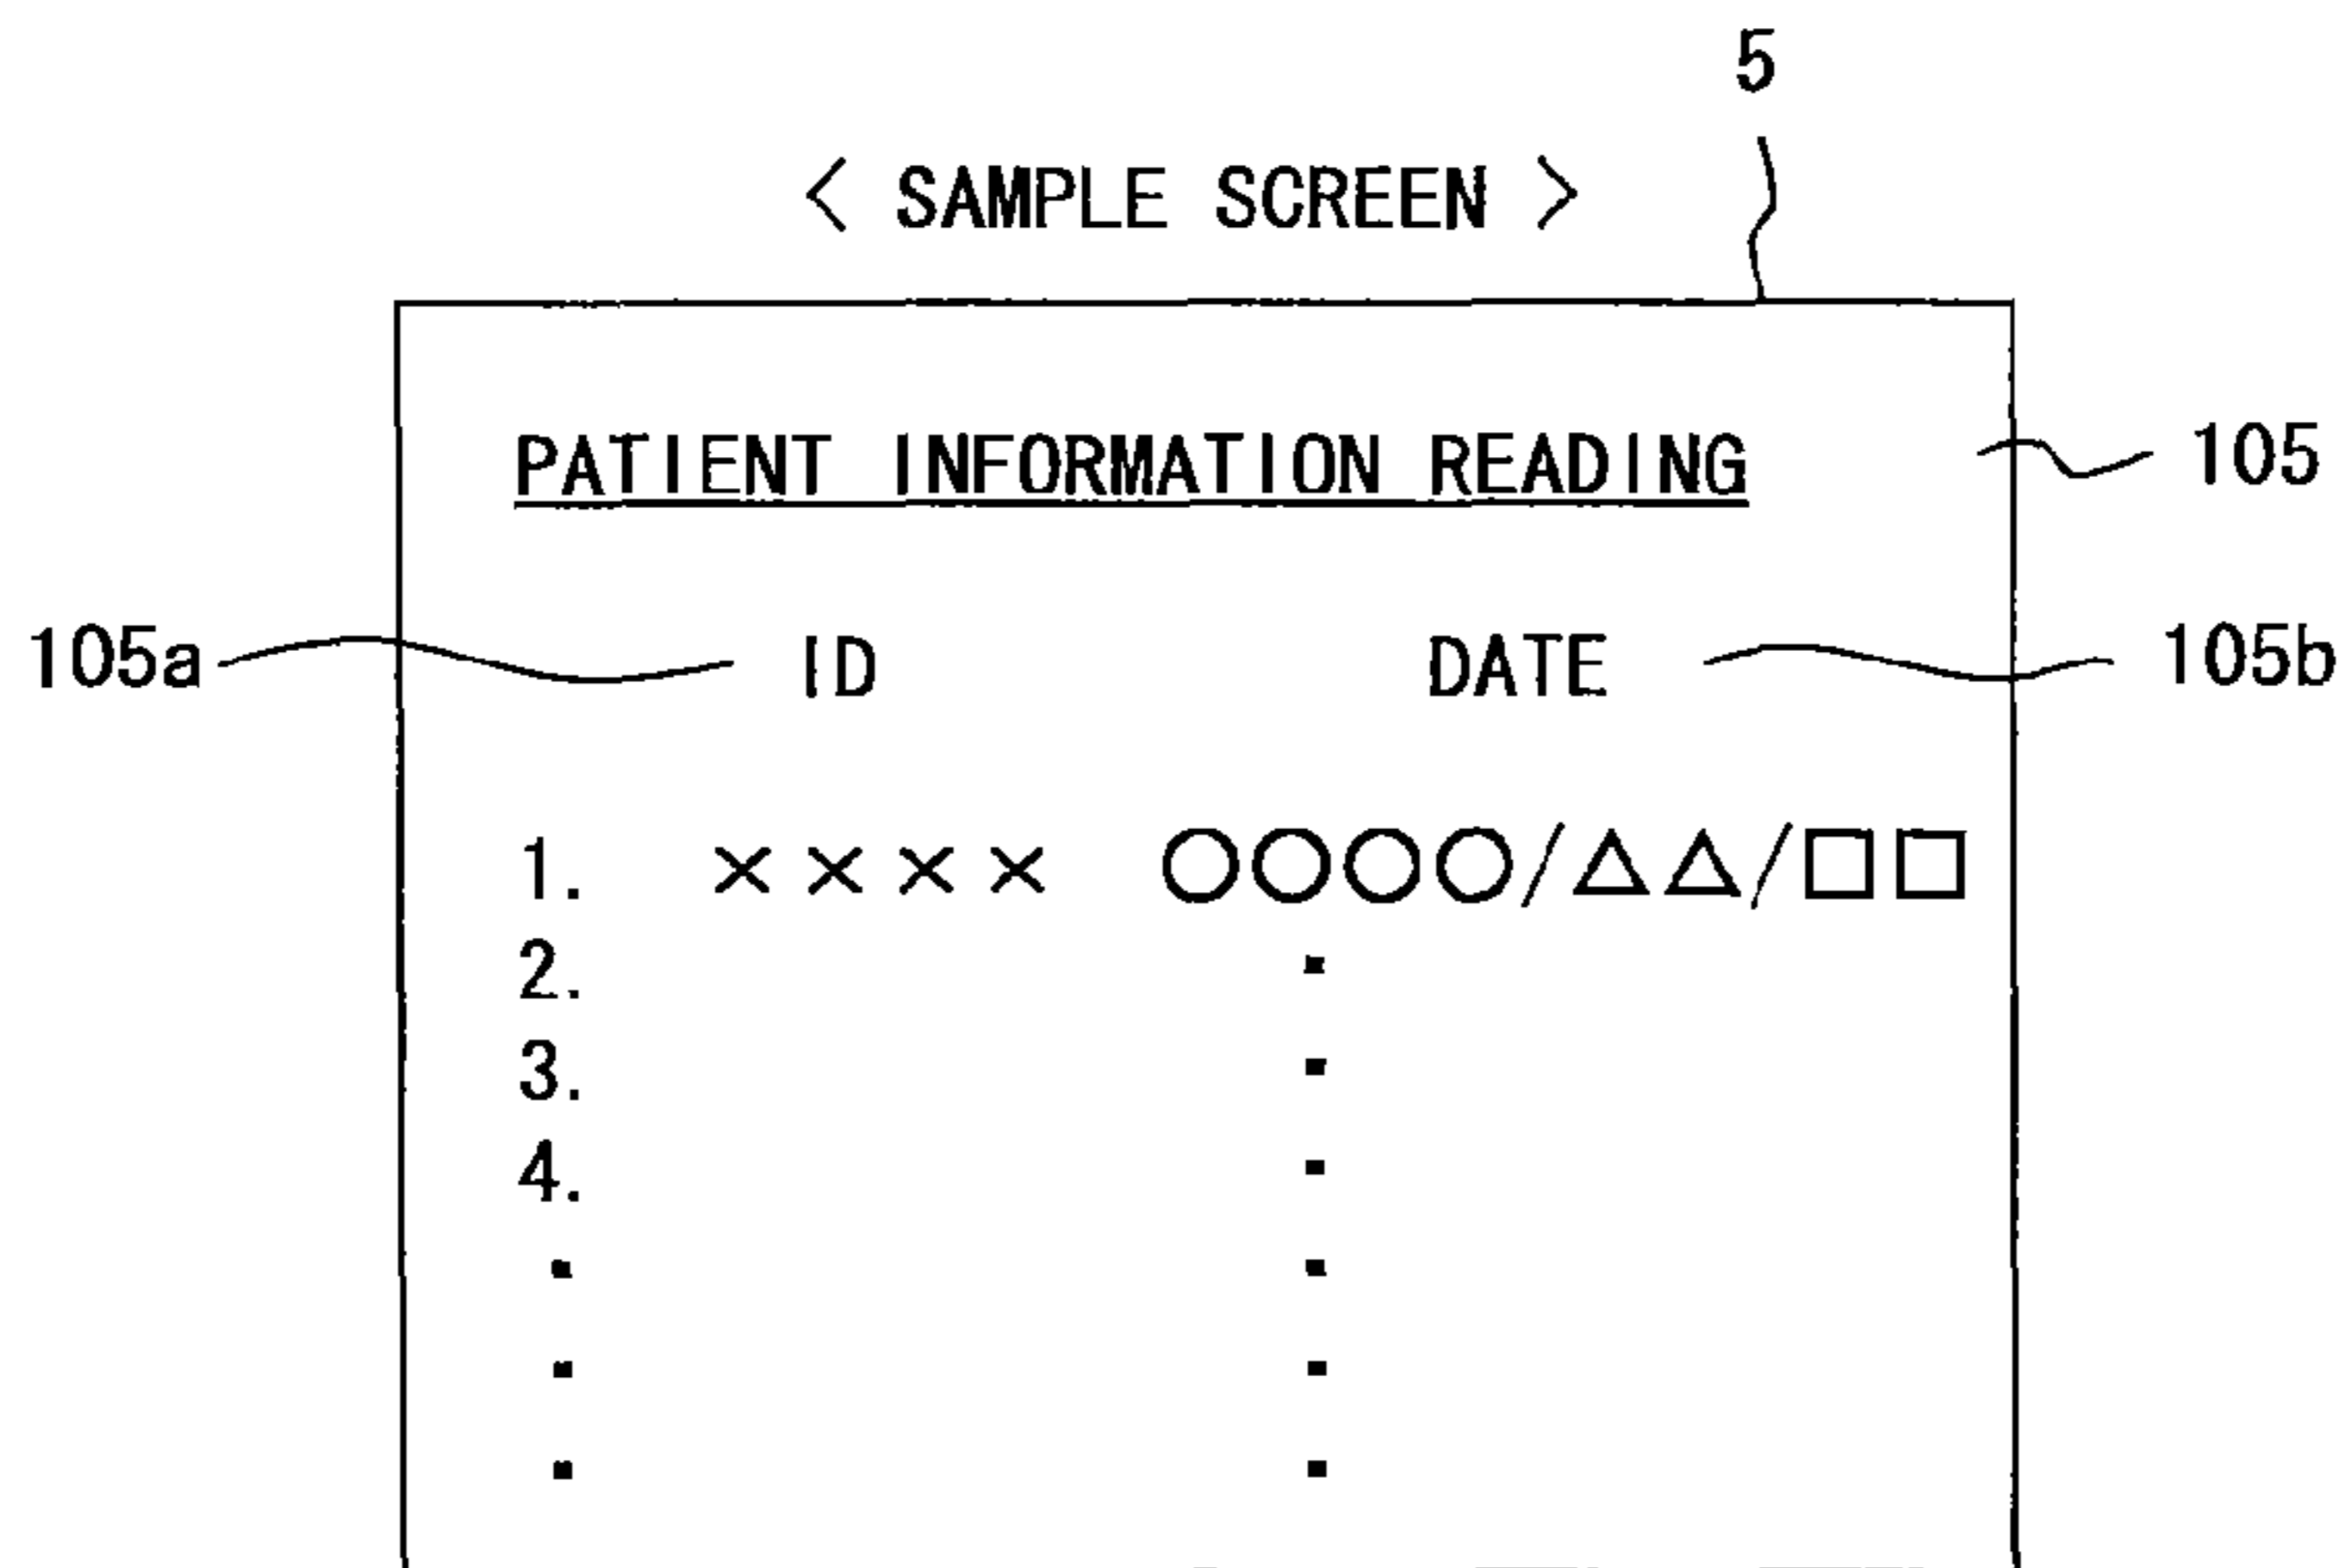 5
< SAMPLE SCREEN >
PATIENT INFORMATION READING
105
105a ID DATE 105b
1. ×××× ○○○○/△△/□□
2. ·
3. ·
4. ·
· ·
· ·
· ·